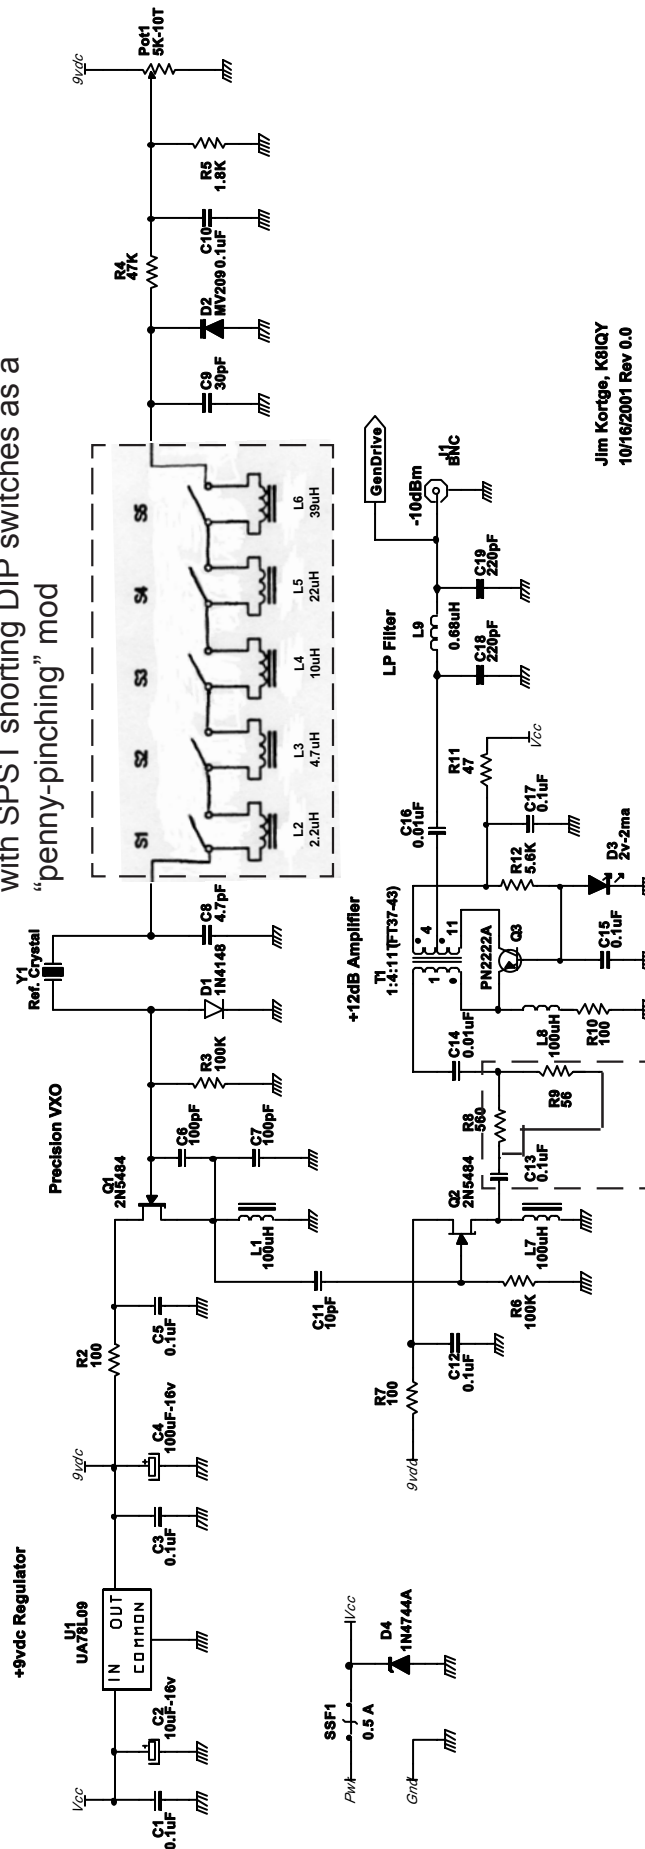 with SPST shorting DIP switches as a
“penny-pinching” mod
+9vdc Regulator
Vcc
C1
0.1uF
C2
10uF-16v
U1
UA78L09
IN OUT
COMMON
C3
0.1uF
9vdc
C4
100uF-16v
R2
100
C5
0.1uF
Precision VXO
Q1
2N5484
L1
100uH
C6
100pF
C7
100pF
R3
100K
D1
1N4148
Y1
Ref. Crystal
C8
4.7pF
S1
S2
S3
S4
S5
L2
2.2uH
L3
4.7uH
L4
10uH
L5
22uH
L6
39uH
C9
30pF
D2
MV209
R4
47K
C10
0.1uF
R5
1.8K
9vdc
Pot1
5K-10T
Pwr
SSF1
0.5 A
Vcc
D4
1N4744A
Gnd
9vdc
R7
100
C12
0.1uF
C11
10pF
R6
100K
Q2
2N5484
L7
100uH
C13
0.1uF
R8
560
R9
56
C14
0.01uF
L8
100uH
R10
100
+12dB Amplifier
T1
1:4:11T(FT37-43)
1
4
11
PN2222A
Q3
C15
0.1uF
D3
2v-2ma
R12
5.6K
C17
0.1uF
R11
47
Vcc
C16
0.01uF
LP Filter
C18
220pF
L9
0.68uH
C19
220pF
GenDrive
-10dBm
J1
BNC
Jim Kortge, K8IQY
10/16/2001 Rev 0.0